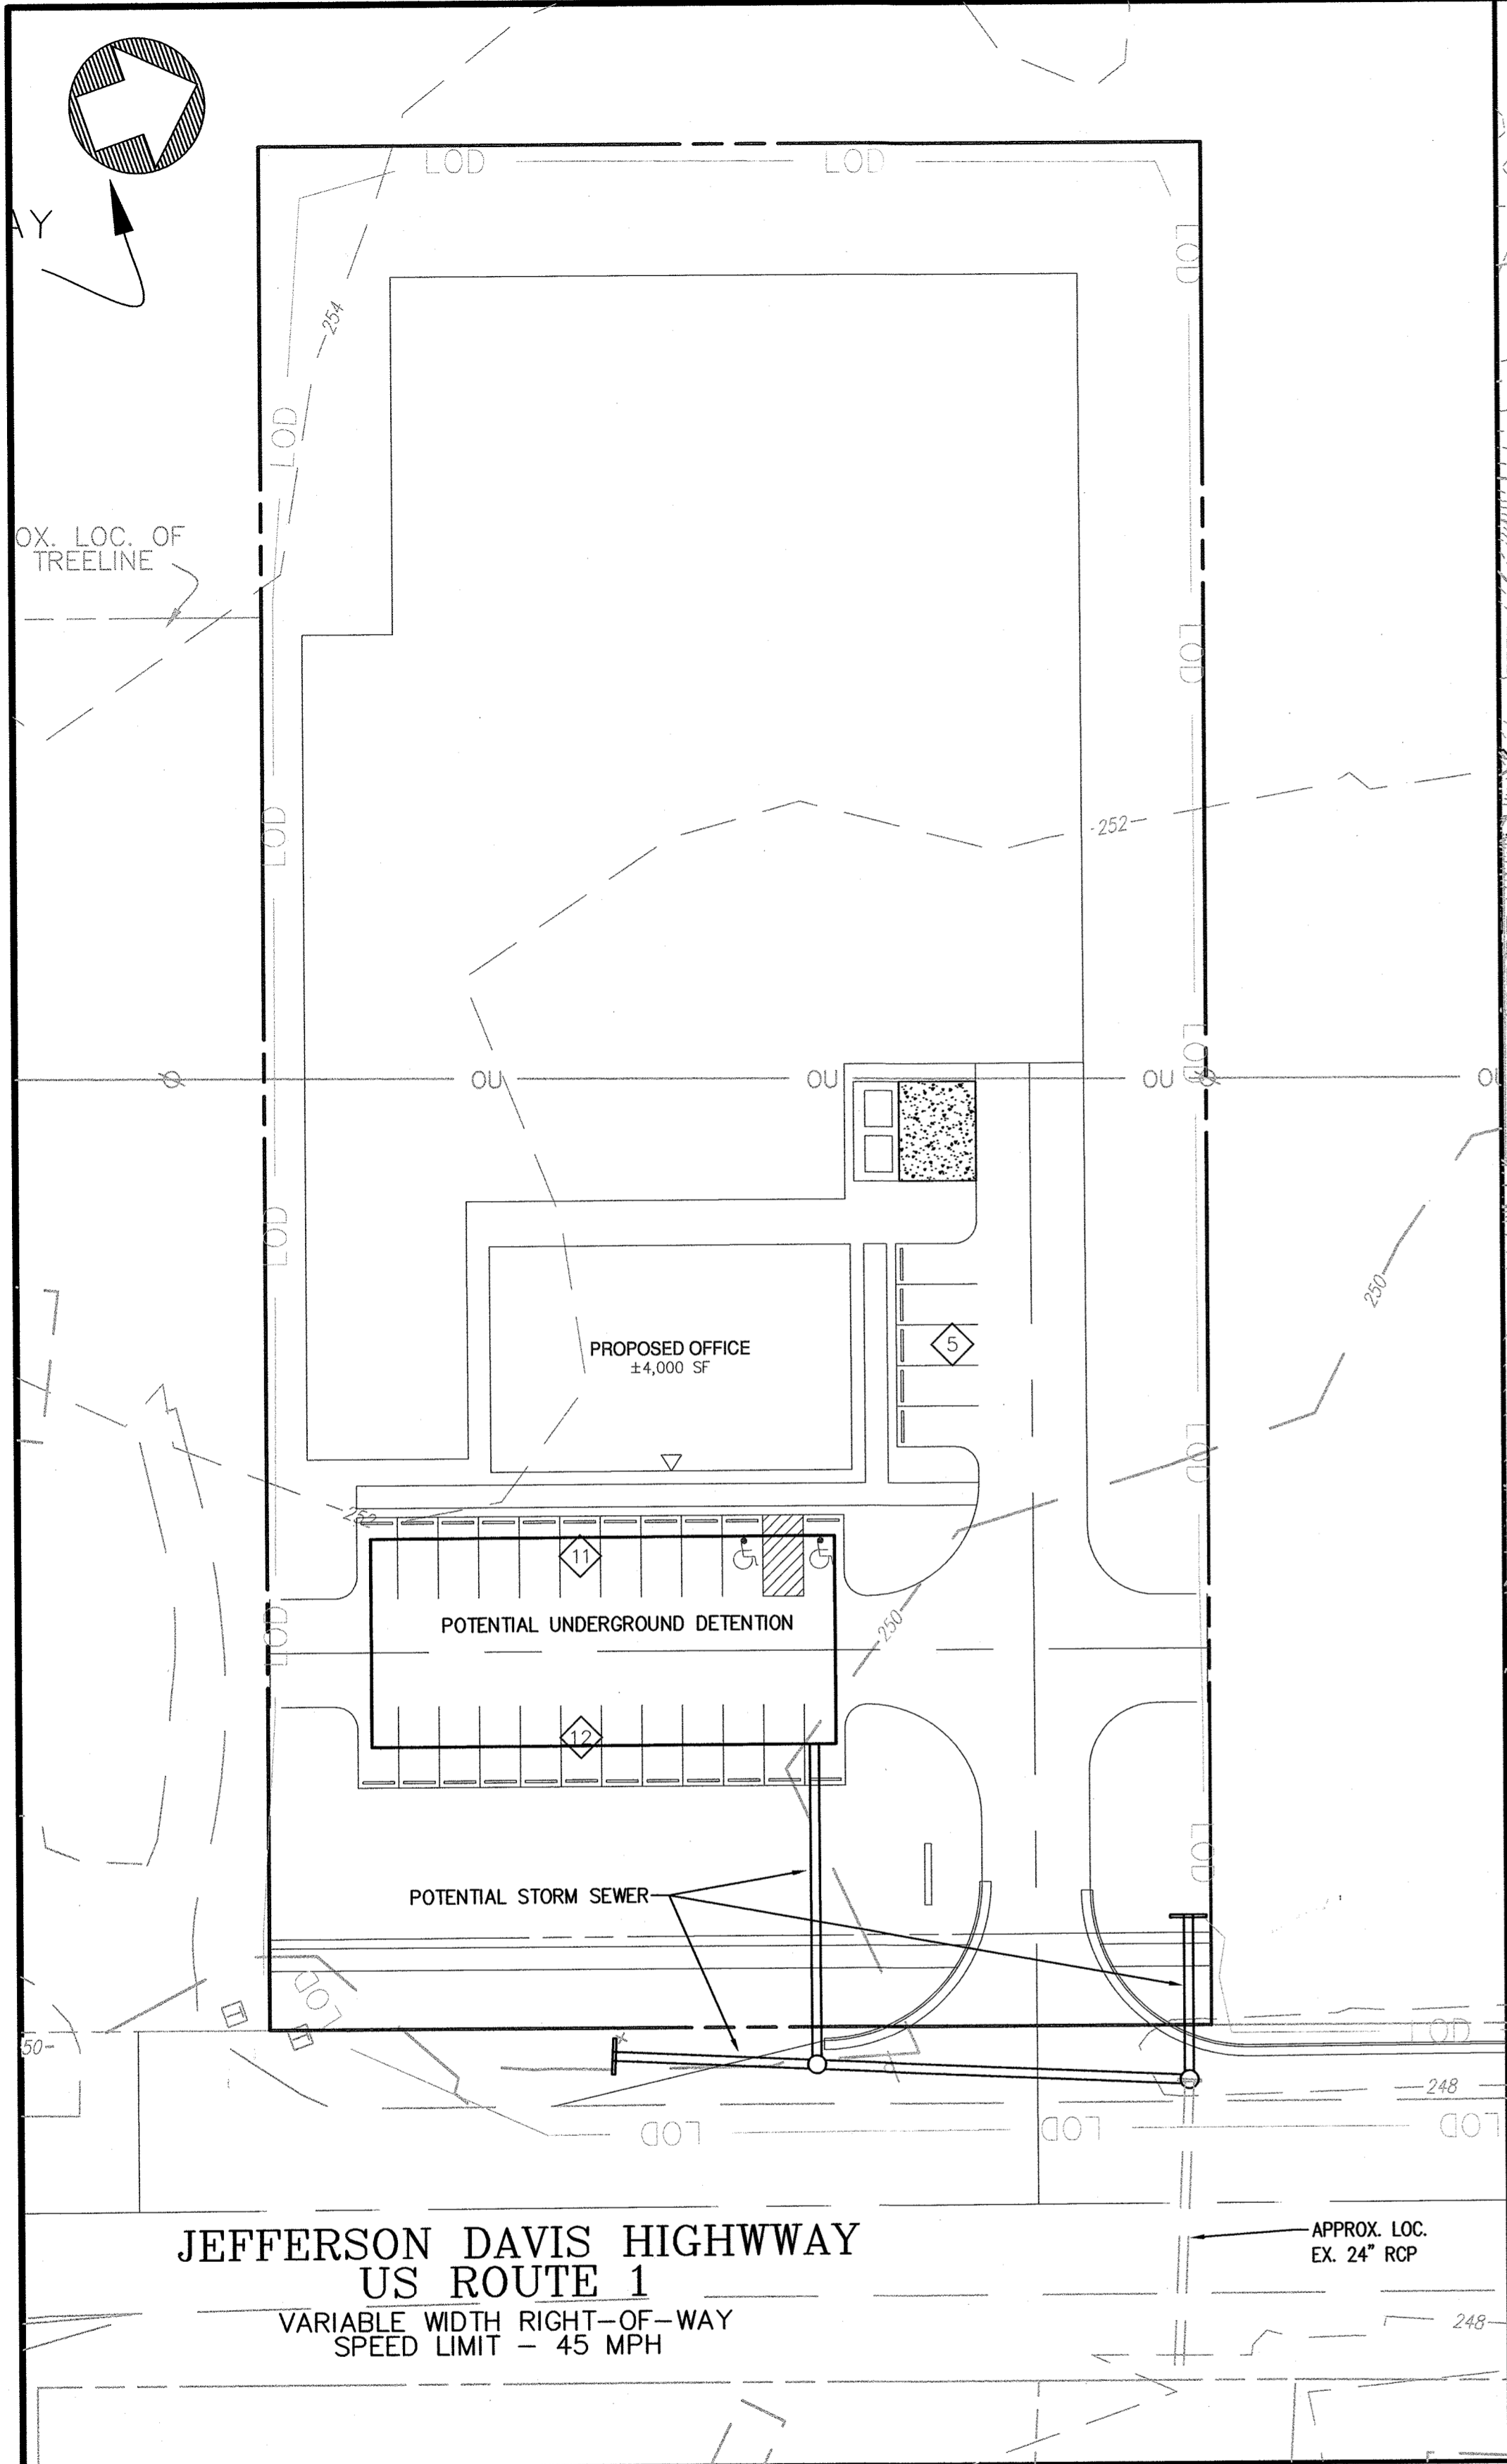 LOD
LOD
AY
LOD
254
LOD
OX. LOC. OF
TREELINE
LOD
252
LOD
LOD
OU
OU
OU
OU
LOD
250
PROPOSED OFFICE
±4,000 SF
5
LOD
252
11
POTENTIAL UNDERGROUND DETENTION
250
LOD
12
LOD
POTENTIAL STORM SEWER
LOD
T
T
50
LOD
248
LOD
LOD
LOD
JEFFERSON DAVIS HIGHWWAY
US ROUTE 1
VARIABLE WIDTH RIGHT-OF-WAY
SPEED LIMIT - 45 MPH
APPROX. LOC.
EX. 24" RCP
248